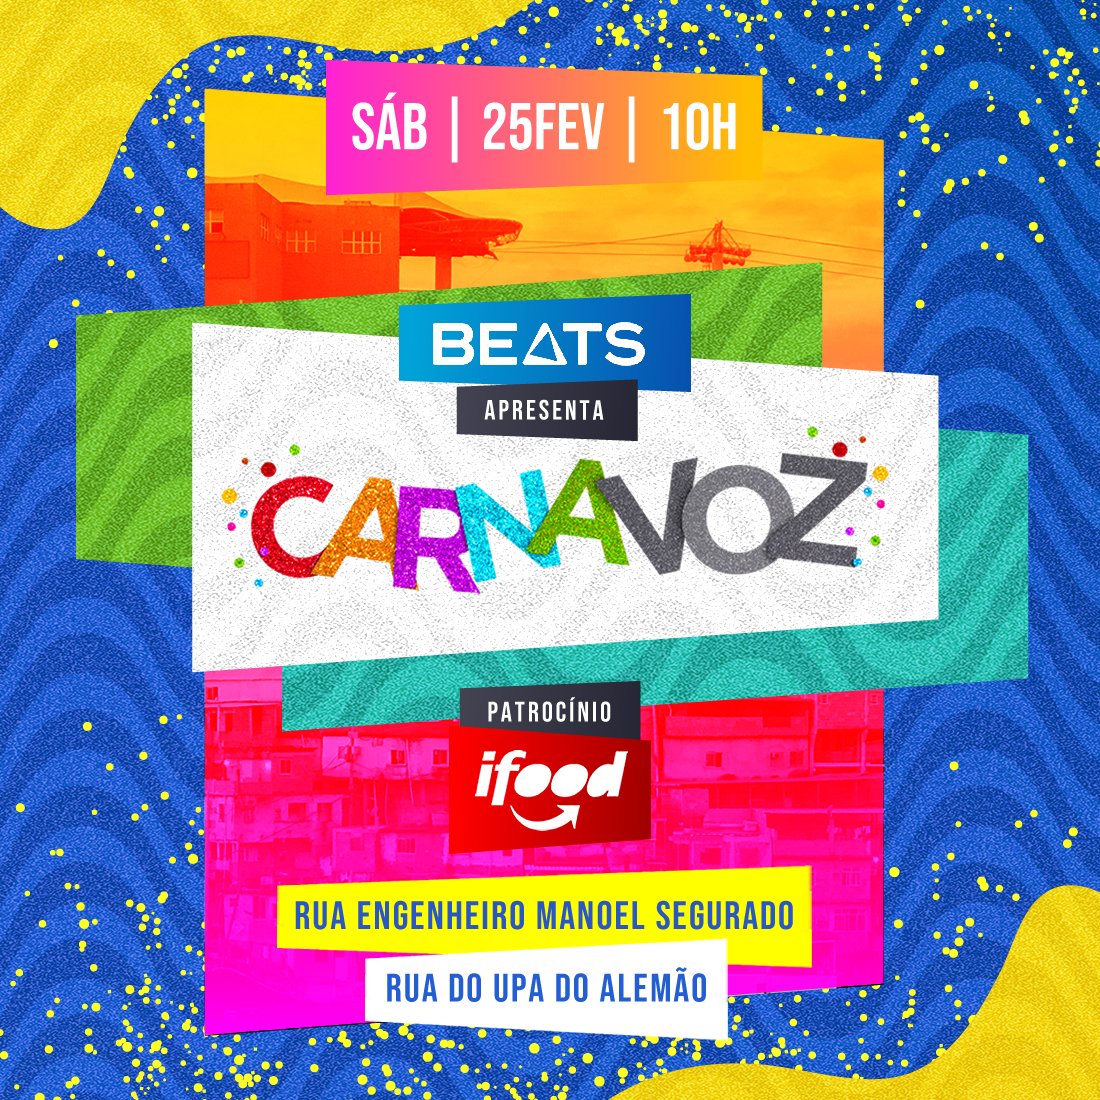 SÁB | 25FEV | 10H
BEATS
APRESENTA
CARNAVOZ
PATROCÍNIO
ifood
RUA ENGENHEIRO MANOEL SEGURADO
RUA DO UPA DO ALEMÃO